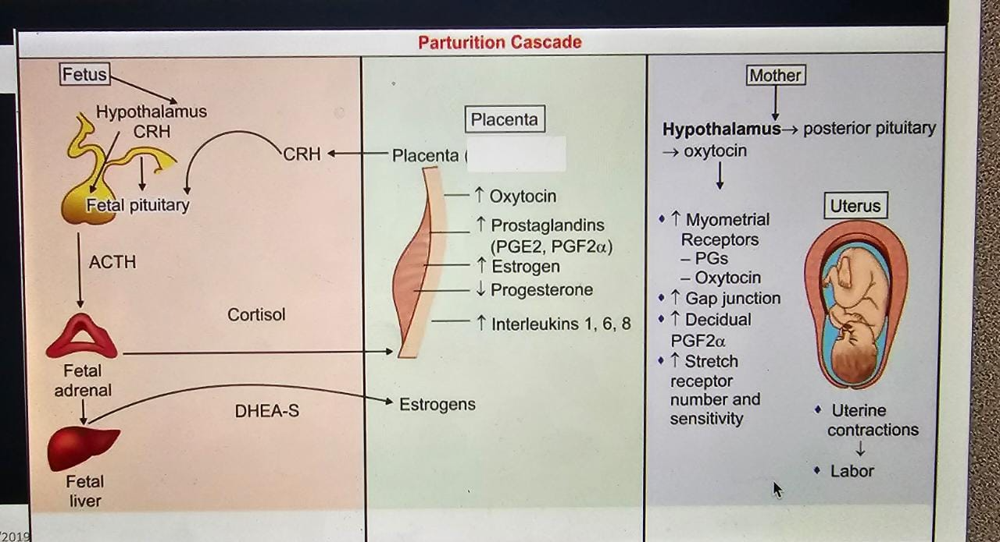 Parturition Cascade
Fetus
Hypothalamus
CRH
Fetal pituitary
CRH
ACTH
Cortisol
Fetal
adrenal
DHEA-S
Fetal
liver
Placenta
Placenta (
↑ Oxytocin
↑ Prostaglandins
(PGE2, PGF2α)
↑ Estrogen
↓ Progesterone
↑ Interleukins 1, 6, 8
Estrogens
Mother
Hypothalamus→ posterior pituitary
→ oxytocin
♦ ↑ Myometrial
Receptors
– PGs
– Oxytocin
♦ ↑ Gap junction
♦ ↑ Decidual
PGF2α
♦ ↑ Stretch
receptor
number and
sensitivity
Uterus
♦ Uterine
contractions
↓
♦ Labor
/2019